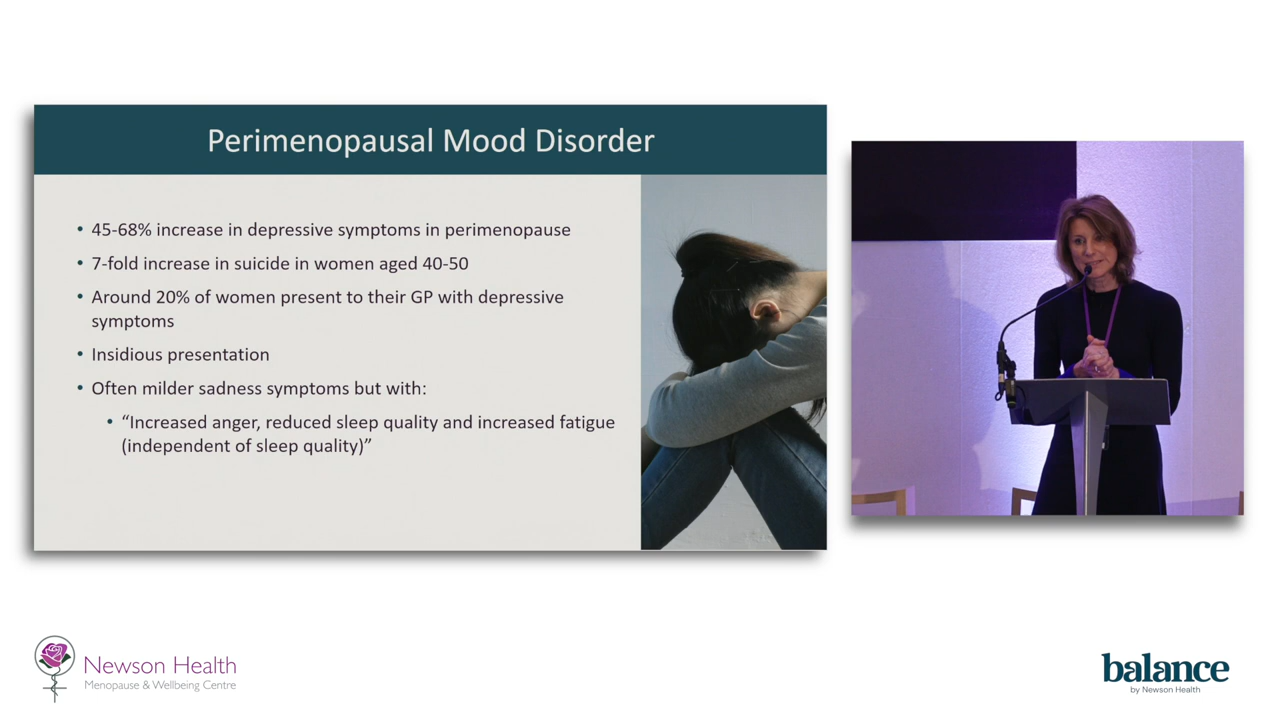 Perimenopausal Mood Disorder
• 45-68% increase in depressive symptoms in perimenopause
• 7-fold increase in suicide in women aged 40-50
• Around 20% of women present to their GP with depressive
symptoms
• Insidious presentation
• Often milder sadness symptoms but with:
• “Increased anger, reduced sleep quality and increased fatigue
(independent of sleep quality)”
Newson Health
Menopause & Wellbeing Centre
balance
by Newson Health